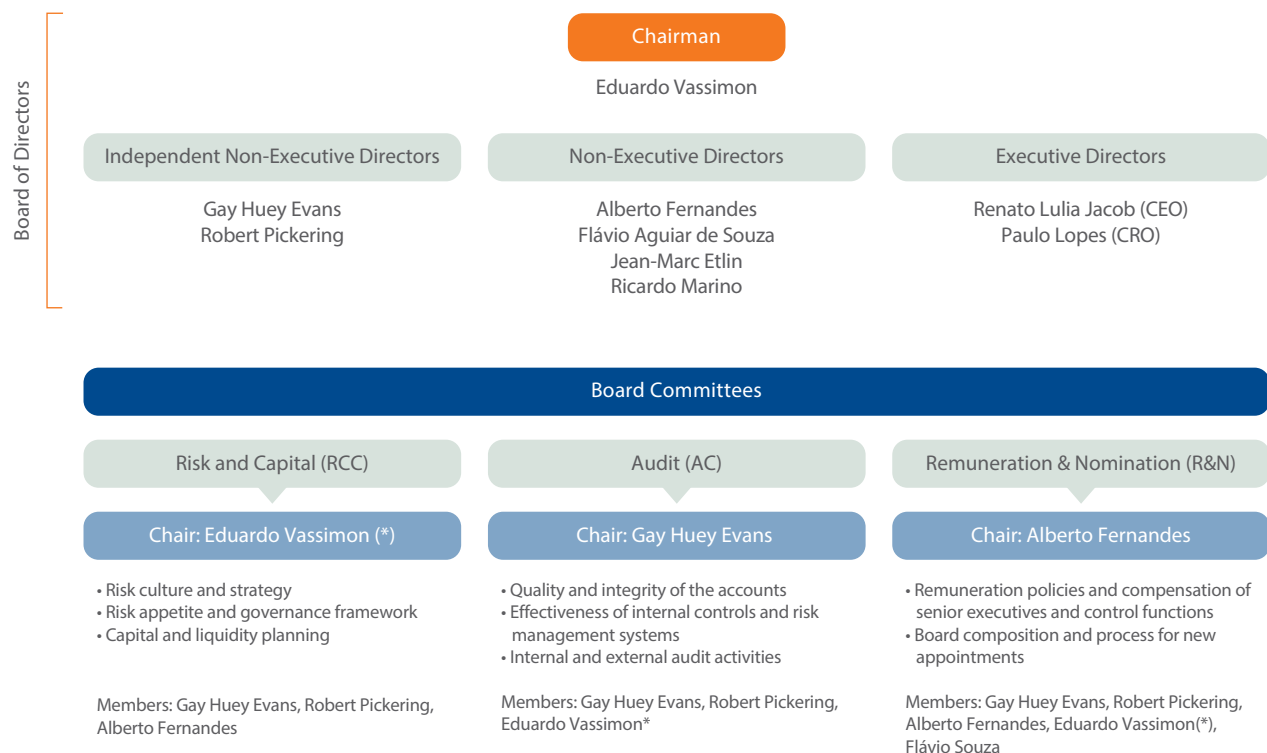 Board of Directors
Chairman
Eduardo Vassimon
Independent Non-Executive Directors
Gay Huey Evans
Robert Pickering
Non-Executive Directors
Alberto Fernandes
Flávio Aguiar de Souza
Jean-Marc Etlin
Ricardo Marino
Executive Directors
Renato Lulia Jacob (CEO)
Paulo Lopes (CRO)
Board Committees
Risk and Capital (RCC)
Chair: Eduardo Vassimon (*)
• Risk culture and strategy
• Risk appetite and governance framework
• Capital and liquidity planning
Members: Gay Huey Evans, Robert Pickering,
Alberto Fernandes
Audit (AC)
Chair: Gay Huey Evans
• Quality and integrity of the accounts
• Effectiveness of internal controls and risk
management systems
• Internal and external audit activities
Members: Gay Huey Evans, Robert Pickering,
Eduardo Vassimon*
Remuneration & Nomination (R&N)
Chair: Alberto Fernandes
• Remuneration policies and compensation of
senior executives and control functions
• Board composition and process for new
appointments
Members: Gay Huey Evans, Robert Pickering,
Alberto Fernandes, Eduardo Vassimon(*),
Flávio Souza